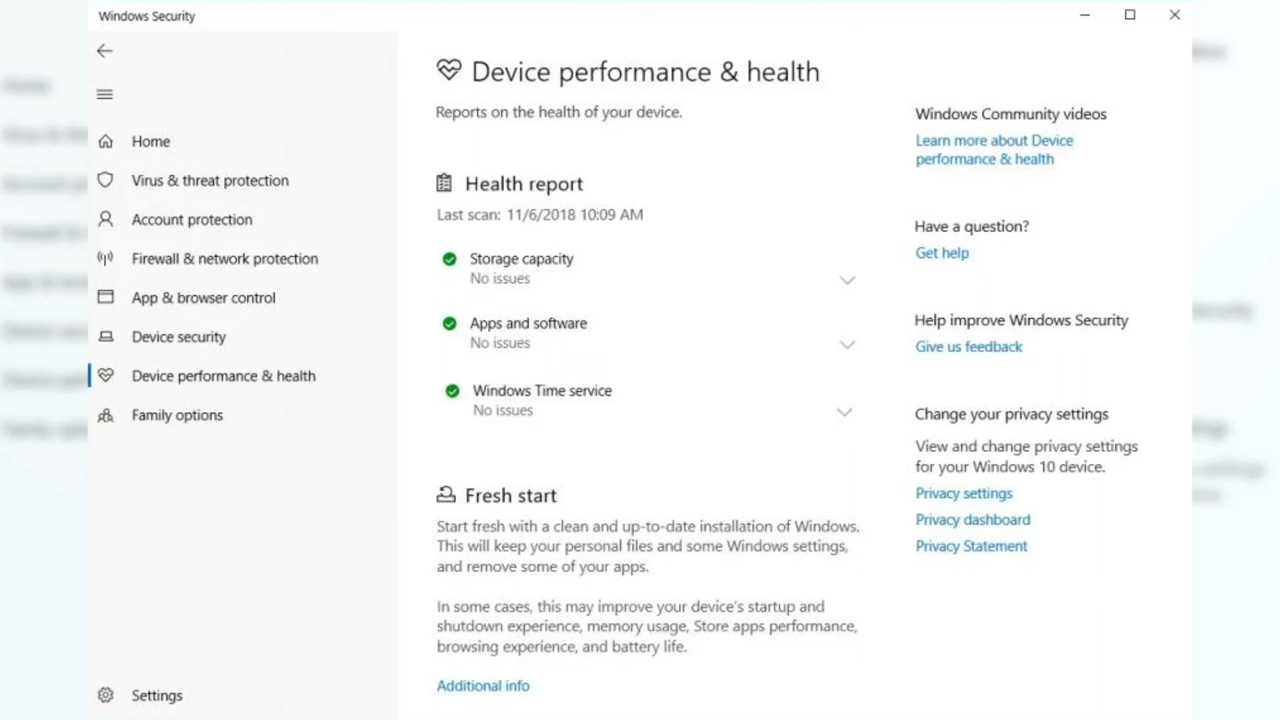 Windows Security
Home
Virus & threat protection
Account protection
Firewall & network protection
App & browser control
Device security
Device performance & health
Family options
Settings
Device performance & health
Reports on the health of your device.
Health report
Last scan: 11/6/2018 10:09 AM
Storage capacity
No issues
Apps and software
No issues
Windows Time service
No issues
Fresh start
Start fresh with a clean and up-to-date installation of Windows.
This will keep your personal files and some Windows settings,
and remove some of your apps.
In some cases, this may improve your device's startup and
shutdown experience, memory usage, Store apps performance,
browsing experience, and battery life.
Additional info
Windows Community videos
Learn more about Device
performance & health
Have a question?
Get help
Help improve Windows Security
Give us feedback
Change your privacy settings
View and change privacy settings
for your Windows 10 device.
Privacy settings
Privacy dashboard
Privacy Statement